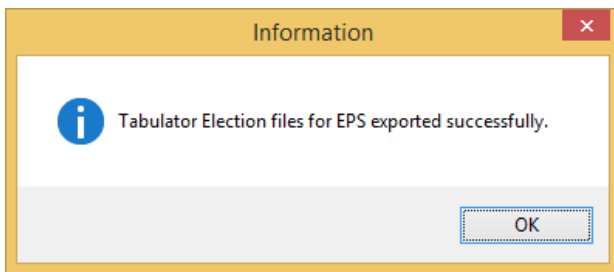 Information
Tabulator Election files for EPS exported successfully.
OK